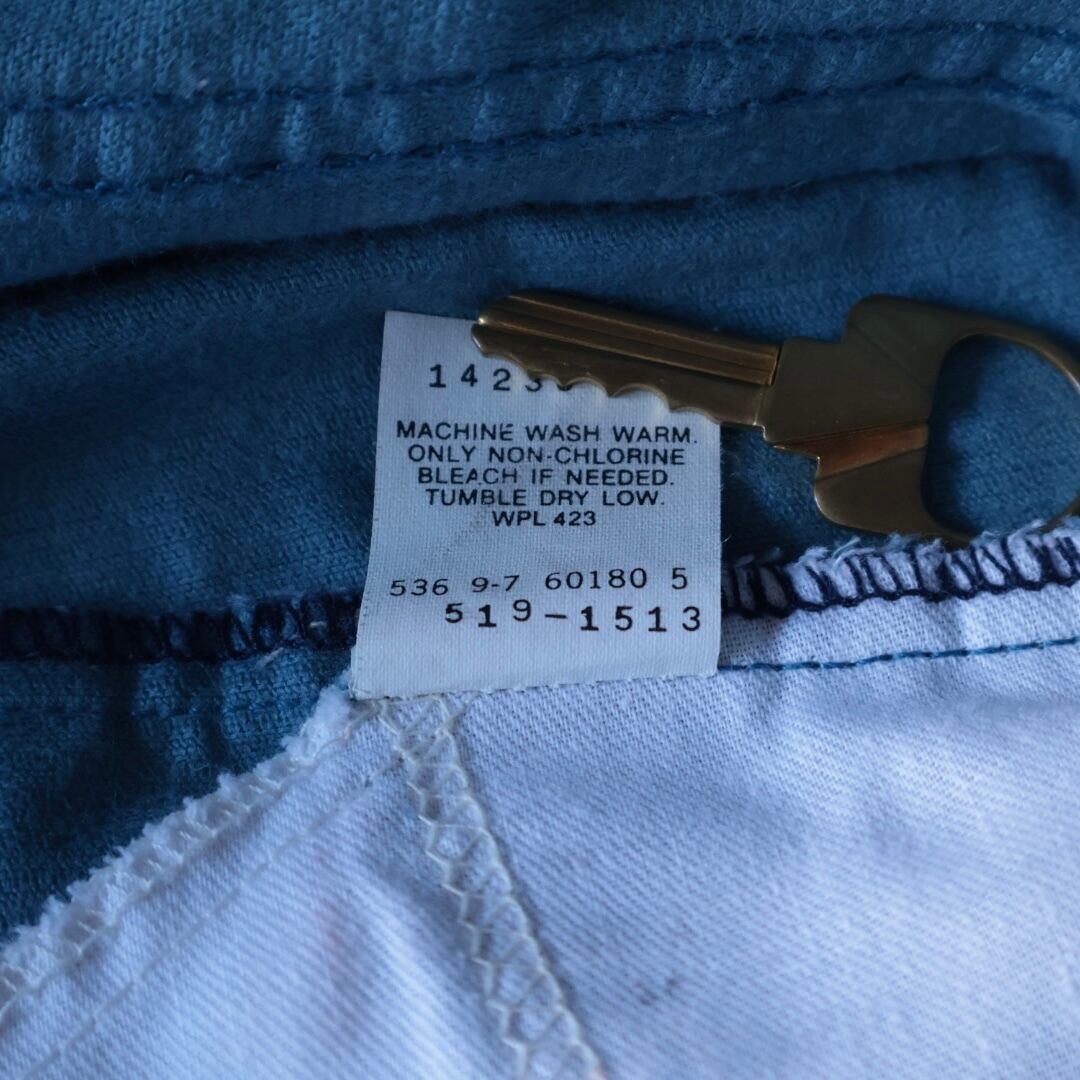 MACHINE WASH WARM.
ONLY NON-CHLORINE
BLEACH IF NEEDED.
TUMBLE DRY LOW.
WPL 423
536 9-7 60180 5
519-1513